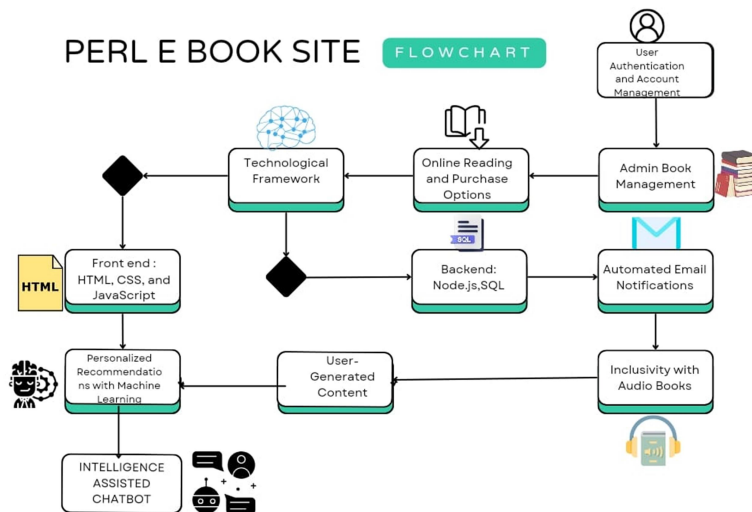 PERL E BOOK SITE
FLOWCHART
User
Authentication
and Account
Management
Technological
Framework
Online Reading
and Purchase
Options
Admin Book
Management
Front end :
HTML, CSS, and
JavaScript
HTML
SQL
Backend:
Node.js,SQL
Automated Email
Notifications
Personalized
Recommendatio
ns with Machine
Learning
User-
Generated
Content
Inclusivity with
Audio Books
INTELLIGENCE
ASSISTED
CHATBOT